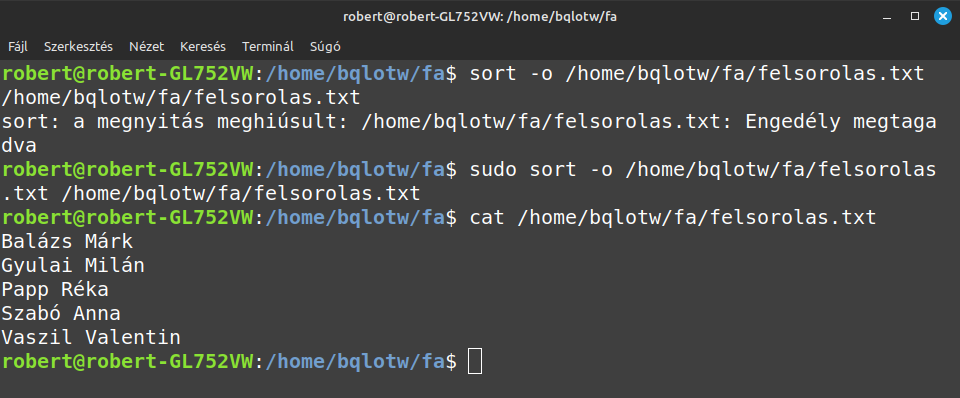 robert@robert-GL752VW: /home/bqlotw/fa
Fájl Szerkesztés Nézet Keresés Terminál Súgó
robert@robert-GL752VW:/home/bqlotw/fa$ sort -o /home/bqlotw/fa/felsorolas.txt
/home/bqlotw/fa/felsorolas.txt
sort: a megnyitás meghiúsult: /home/bqlotw/fa/felsorolas.txt: Engedély megtaga
dva
robert@robert-GL752VW:/home/bqlotw/fa$ sudo sort -o /home/bqlotw/fa/felsorolas
.txt /home/bqlotw/fa/felsorolas.txt
robert@robert-GL752VW:/home/bqlotw/fa$ cat /home/bqlotw/fa/felsorolas.txt
Balázs Márk
Gyulai Milán
Papp Réka
Szabó Anna
Vaszil Valentin
robert@robert-GL752VW:/home/bqlotw/fa$